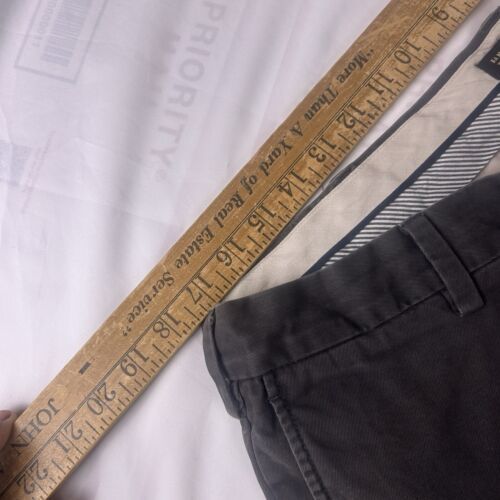 PRIORITY
"More Than A Yard of Real Estate Service"
9 10 11 12 13 14 15 16 17 18 19 20 21 22
JOHN